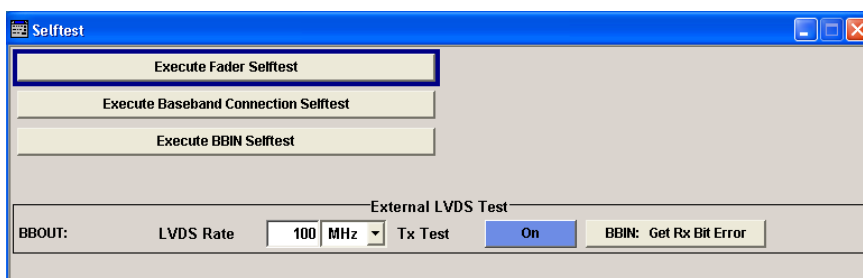 Selftest
Execute Fader Selftest
Execute Baseband Connection Selftest
Execute BBIN Selftest
External LVDS Test
BBOUT: LVDS Rate 100 MHz Tx Test On BBIN: Get Rx Bit Error